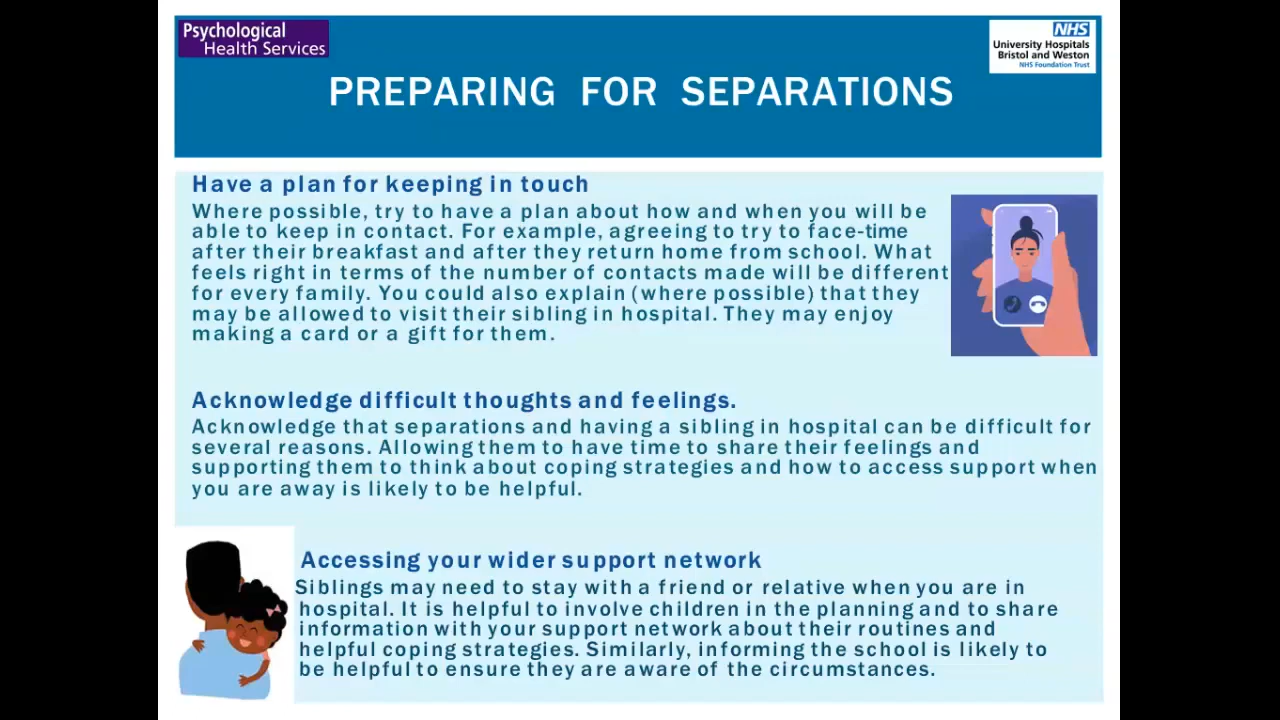 Psychological
Health Services
NHS
University Hospitals
Bristol and Weston
NHS Foundation Trust
PREPARING FOR SEPARATIONS
Have a plan for keeping in touch
Where possible, try to have a plan about how and when you will be
able to keep in contact. For example, agreeing to try to face-time
after their breakfast and after they return home from school. What
feels right in terms of the number of contacts made will be different
for every family. You could also explain (where possible) that they
may be allowed to visit their sibling in hospital. They may enjoy
making a card or a gift for them.
Acknowledge difficult thoughts and feelings.
Acknowledge that separations and having a sibling in hospital can be difficult for
several reasons. Allowing them to have time to share their feelings and
supporting them to think about coping strategies and how to access support when
you are away is likely to be helpful.
Accessing your wider support network
Siblings may need to stay with a friend or relative when you are in
hospital. It is helpful to involve children in the planning and to share
information with your support network about their routines and
helpful coping strategies. Similarly, informing the school is likely to
be helpful to ensure they are aware of the circumstances.